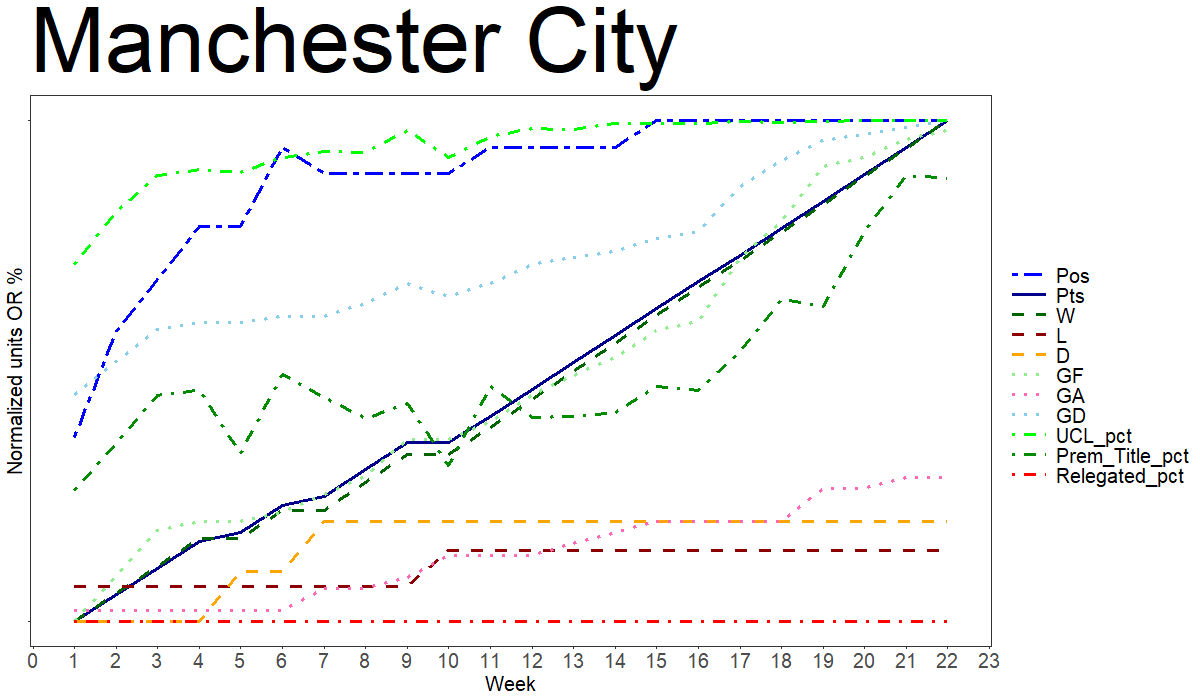 Manchester City
Normalized units OR %
Pos
Pts
W
L
D
GF
GA
GD
UCL_pct
Prem_Title_pct
Relegated_pct
0 1 2 3 4 5 6 7 8 9 10 11 12 13 14 15 16 17 18 19 20 21 22 23
Week